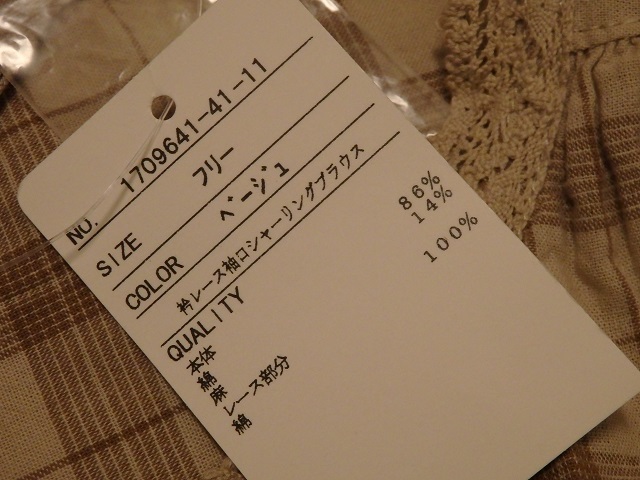 NO. 1709641-41-11
SIZE フリー
COLOR ベージュ
衿レース袖口シャーリングブラウス
QUALITY
本体
綿 86%
麻 14%
レース部分
綿 100%